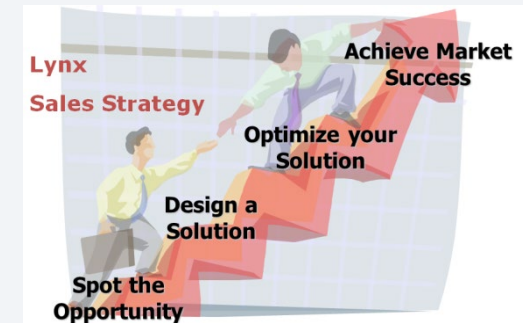 Lynx
Sales Strategy
Achieve Market
Success
Optimize your
Solution
Design a
Solution
Spot the
Opportunity